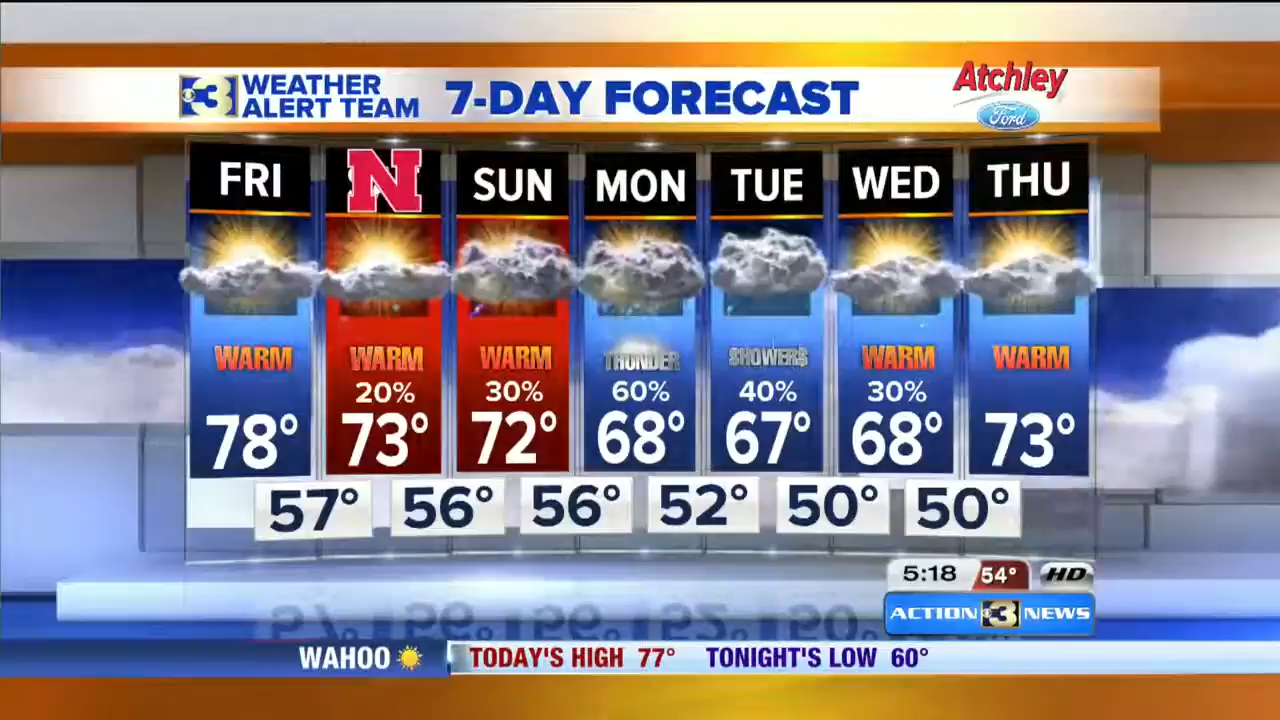 3 WEATHER ALERT TEAM 7-DAY FORECAST Atchley Ford
FRI N SUN MON TUE WED THU
WARM WARM WARM THUNDER SHOWERS WARM WARM
20% 30% 60% 40% 30%
78° 73° 72° 68° 67° 68° 73°
57° 56° 56° 52° 50° 50°
5:18 54° HD
ACTION 3 NEWS
WAHOO TODAY'S HIGH 77° TONIGHT'S LOW 60°